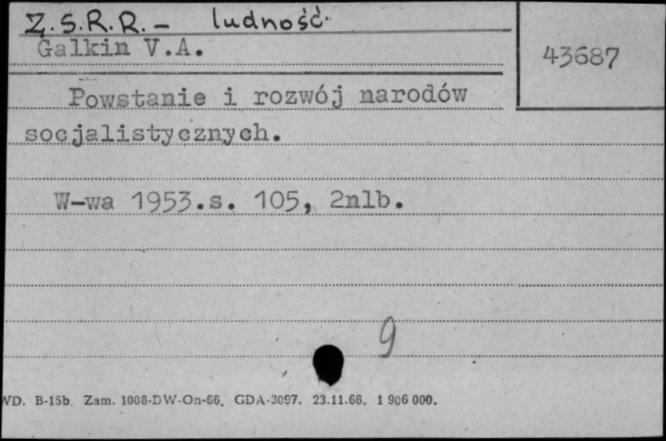 Z.S.R.R. - ludność.
Galkin V.A.
43687
Powstanie i rozwój narodów
socjalistycznych.
W-wa 1953.s. 105, 2nlb.
9
WD. B-15b. Zam. 1008-DW-On-66. GDA-3097. 23.11.66. 1 906 000.